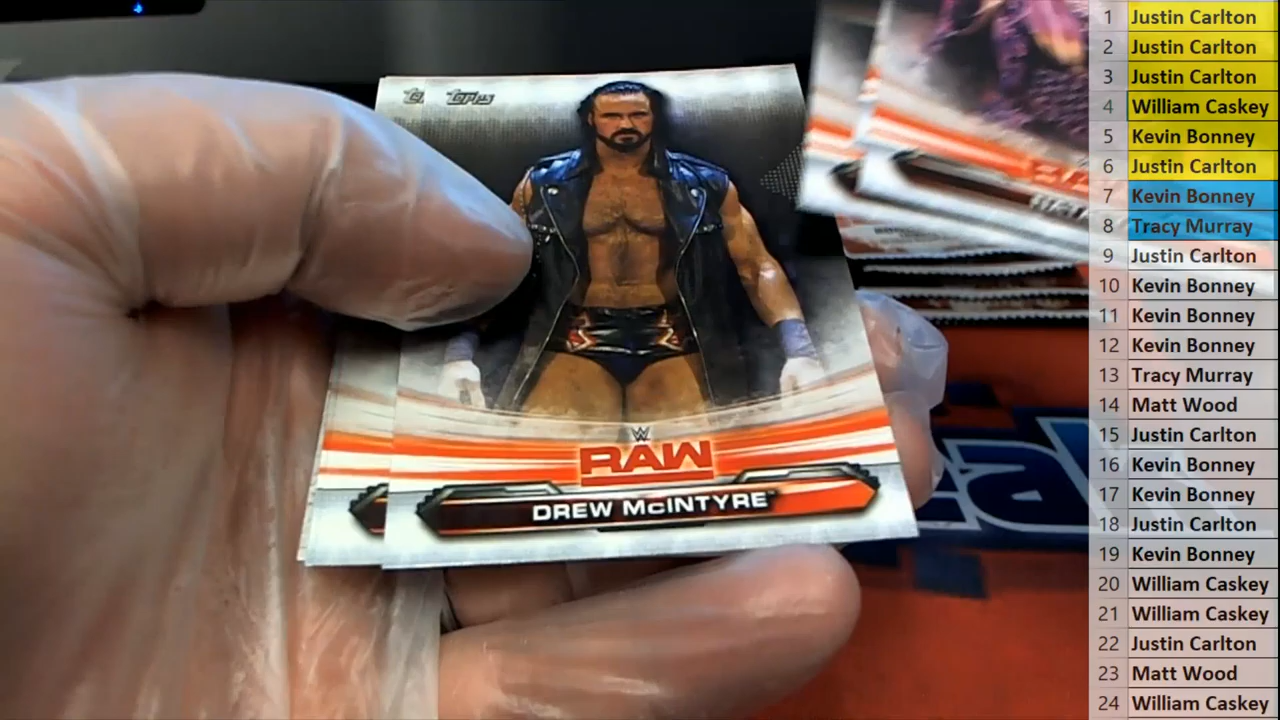 Topps
W
RAW
DREW McINTYRE
1 Justin Carlton
2 Justin Carlton
3 Justin Carlton
4 William Caskey
5 Kevin Bonney
6 Justin Carlton
7 Kevin Bonney
8 Tracy Murray
9 Justin Carlton
10 Kevin Bonney
11 Kevin Bonney
12 Kevin Bonney
13 Tracy Murray
14 Matt Wood
15 Justin Carlton
16 Kevin Bonney
17 Kevin Bonney
18 Justin Carlton
19 Kevin Bonney
20 William Caskey
21 William Caskey
22 Justin Carlton
23 Matt Wood
24 William Caskey